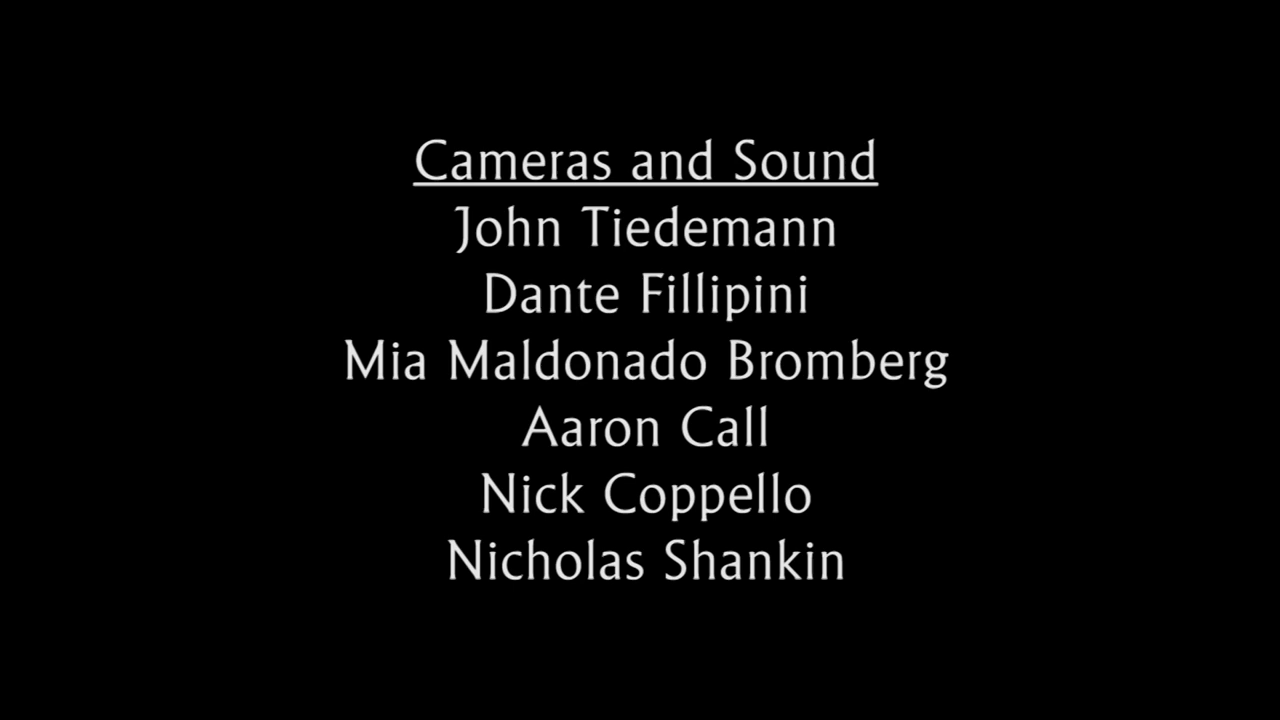 Cameras and Sound
John Tiedemann
Dante Fillipini
Mia Maldonado Bromberg
Aaron Call
Nick Coppello
Nicholas Shankin